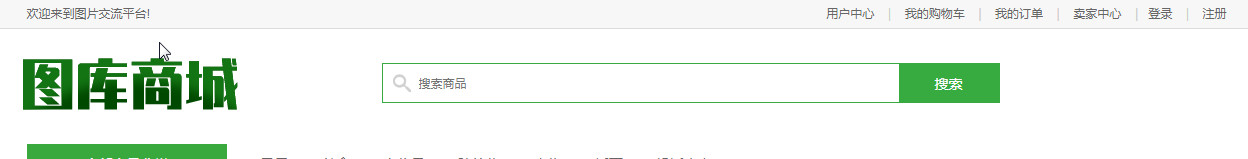 欢迎来到图片交流平台!
用户中心 | 我的购物车 | 我的订单 | 卖家中心 | 登录 | 注册
图库商城
搜索商品 搜索